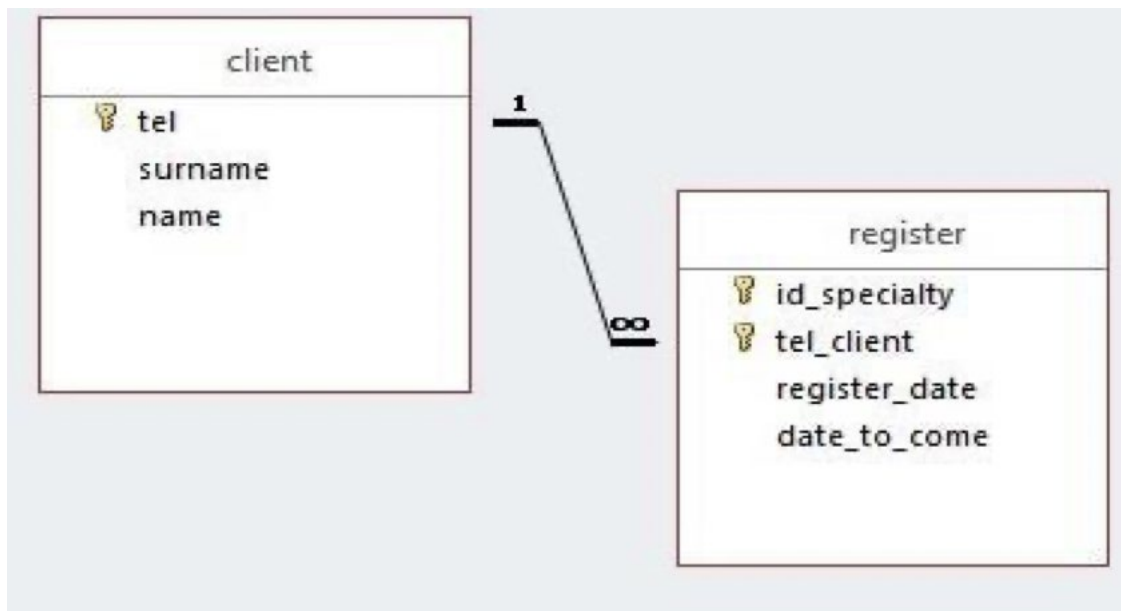 client
tel
surname
name
1
∞
register
id_specialty
tel_client
register_date
date_to_come